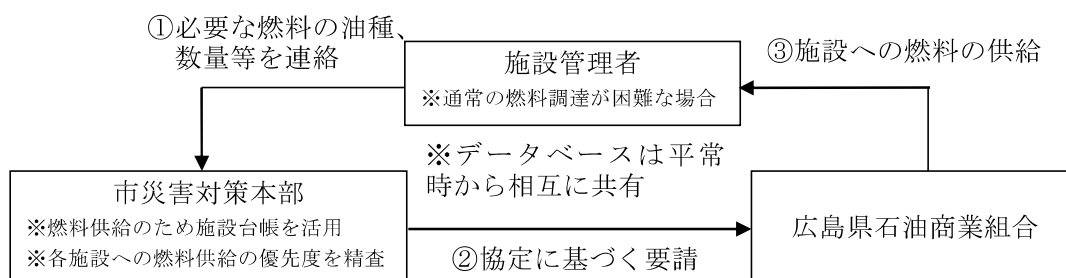 ①必要な燃料の油種、
数量等を連絡
施設管理者
※通常の燃料調達が困難な場合
③施設への燃料の供給
※データベースは平常
時から相互に共有
市災害対策本部
※燃料供給のため施設台帳を活用
※各施設への燃料供給の優先度を精査
②協定に基づく要請
広島県石油商業組合